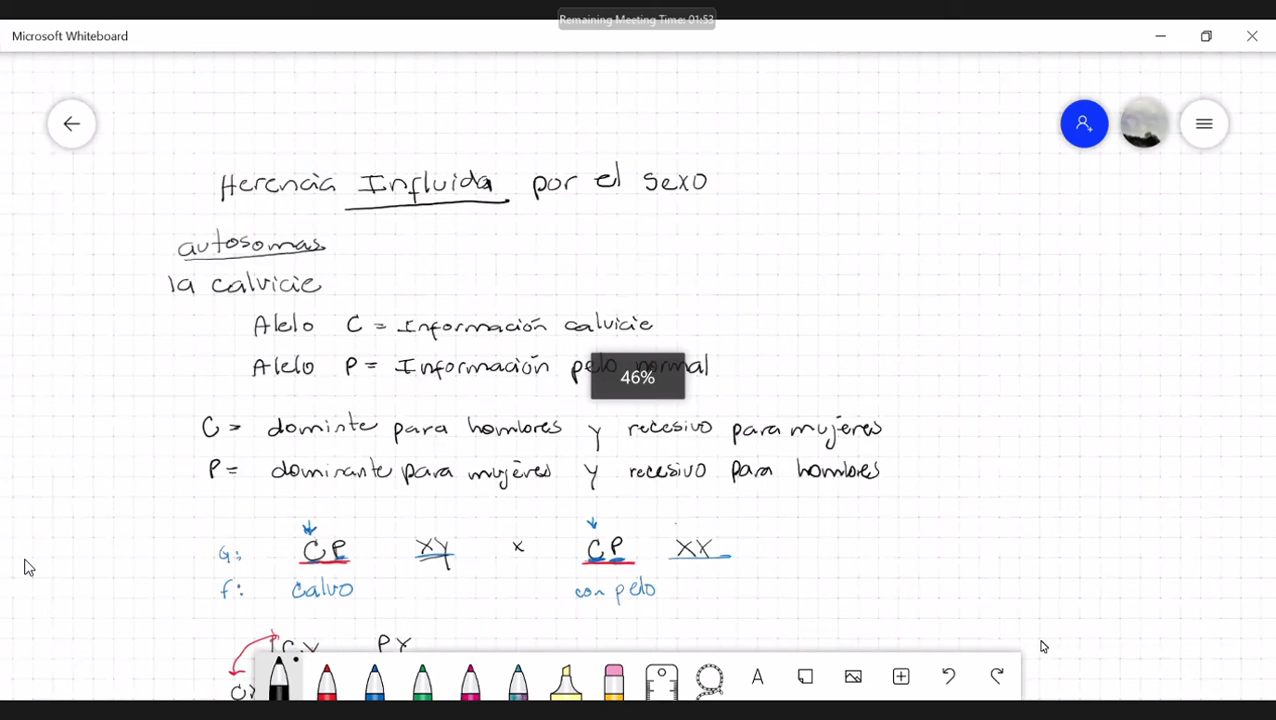 Remaining Meeting Time: 01:53
Microsoft Whiteboard
Herencia Influida por el sexo
autosomas
la calvicie
Alelo C = Información calvicie
Alelo P = Información pelo normal
46%
C = dominte para hombres y recesivo para mujeres
P = dominante para mujeres y recesivo para hombres
G: CP XY x CP XX
f: calvo con pelo
PX
A